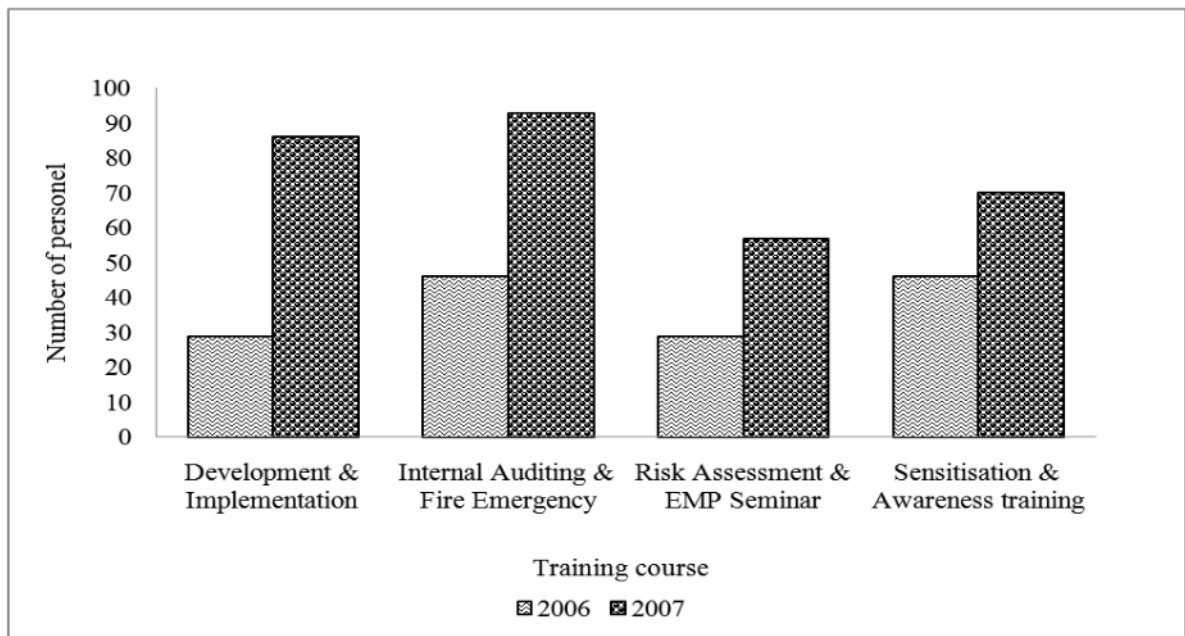 100
90
80
70
60
50
40
30
20
10
0
Number of personel
Development &
Implementation
Internal Auditing &
Fire Emergency
Risk Assessment &
EMP Seminar
Sensitisation &
Awareness training
Training course
2006 2007